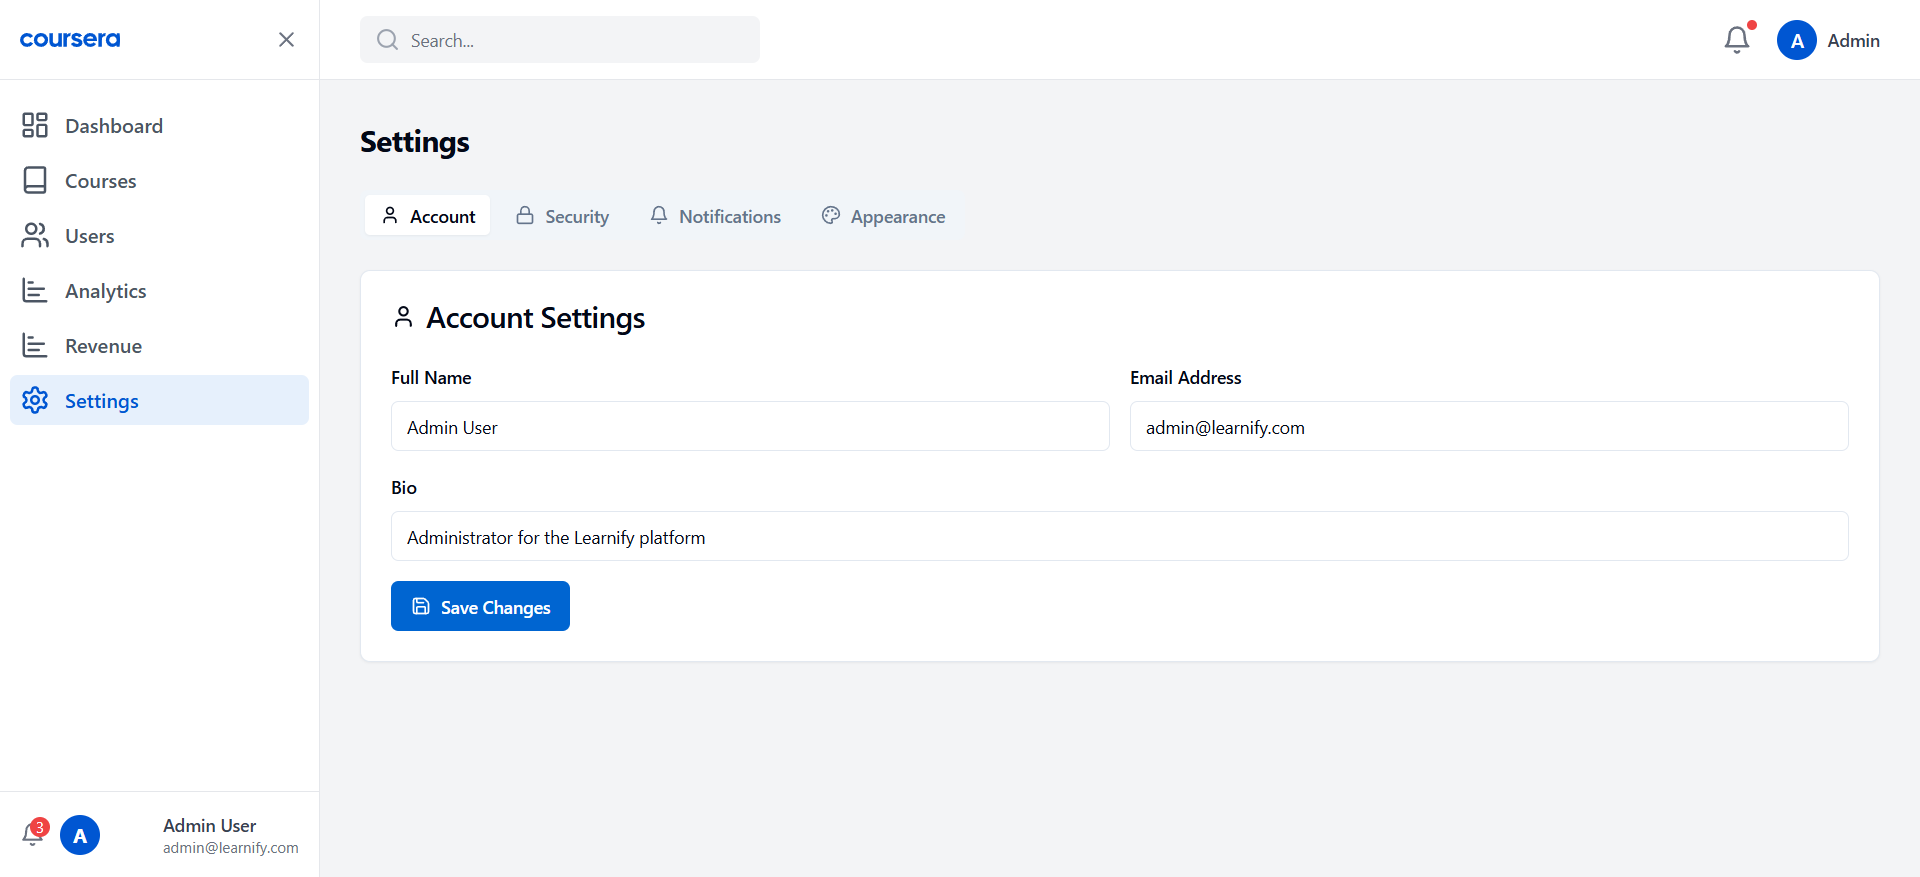 coursera
Search...
A
Admin
Dashboard
Courses
Users
Analytics
Revenue
Settings
Settings
Account
Security
Notifications
Appearance
Account Settings
Full Name
Email Address
Admin User
admin@learnify.com
Bio
Administrator for the Learnify platform
Save Changes
3
A
Admin User
admin@learnify.com